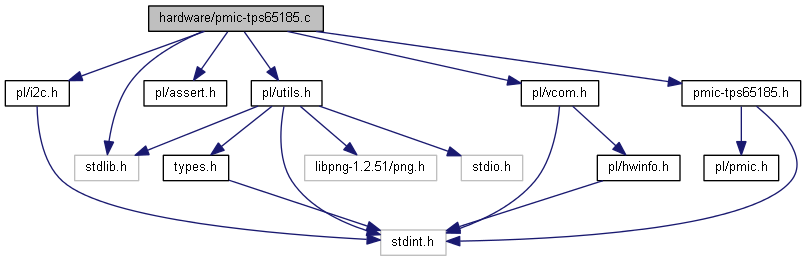 hardware/pmic-tps65185.c
pl/i2c.h
pl/assert.h
pl/utils.h
pl/vcom.h
pmic-tps65185.h
stdlib.h
types.h
libpng-1.2.51/png.h
stdio.h
pl/hwinfo.h
pl/pmic.h
stdint.h